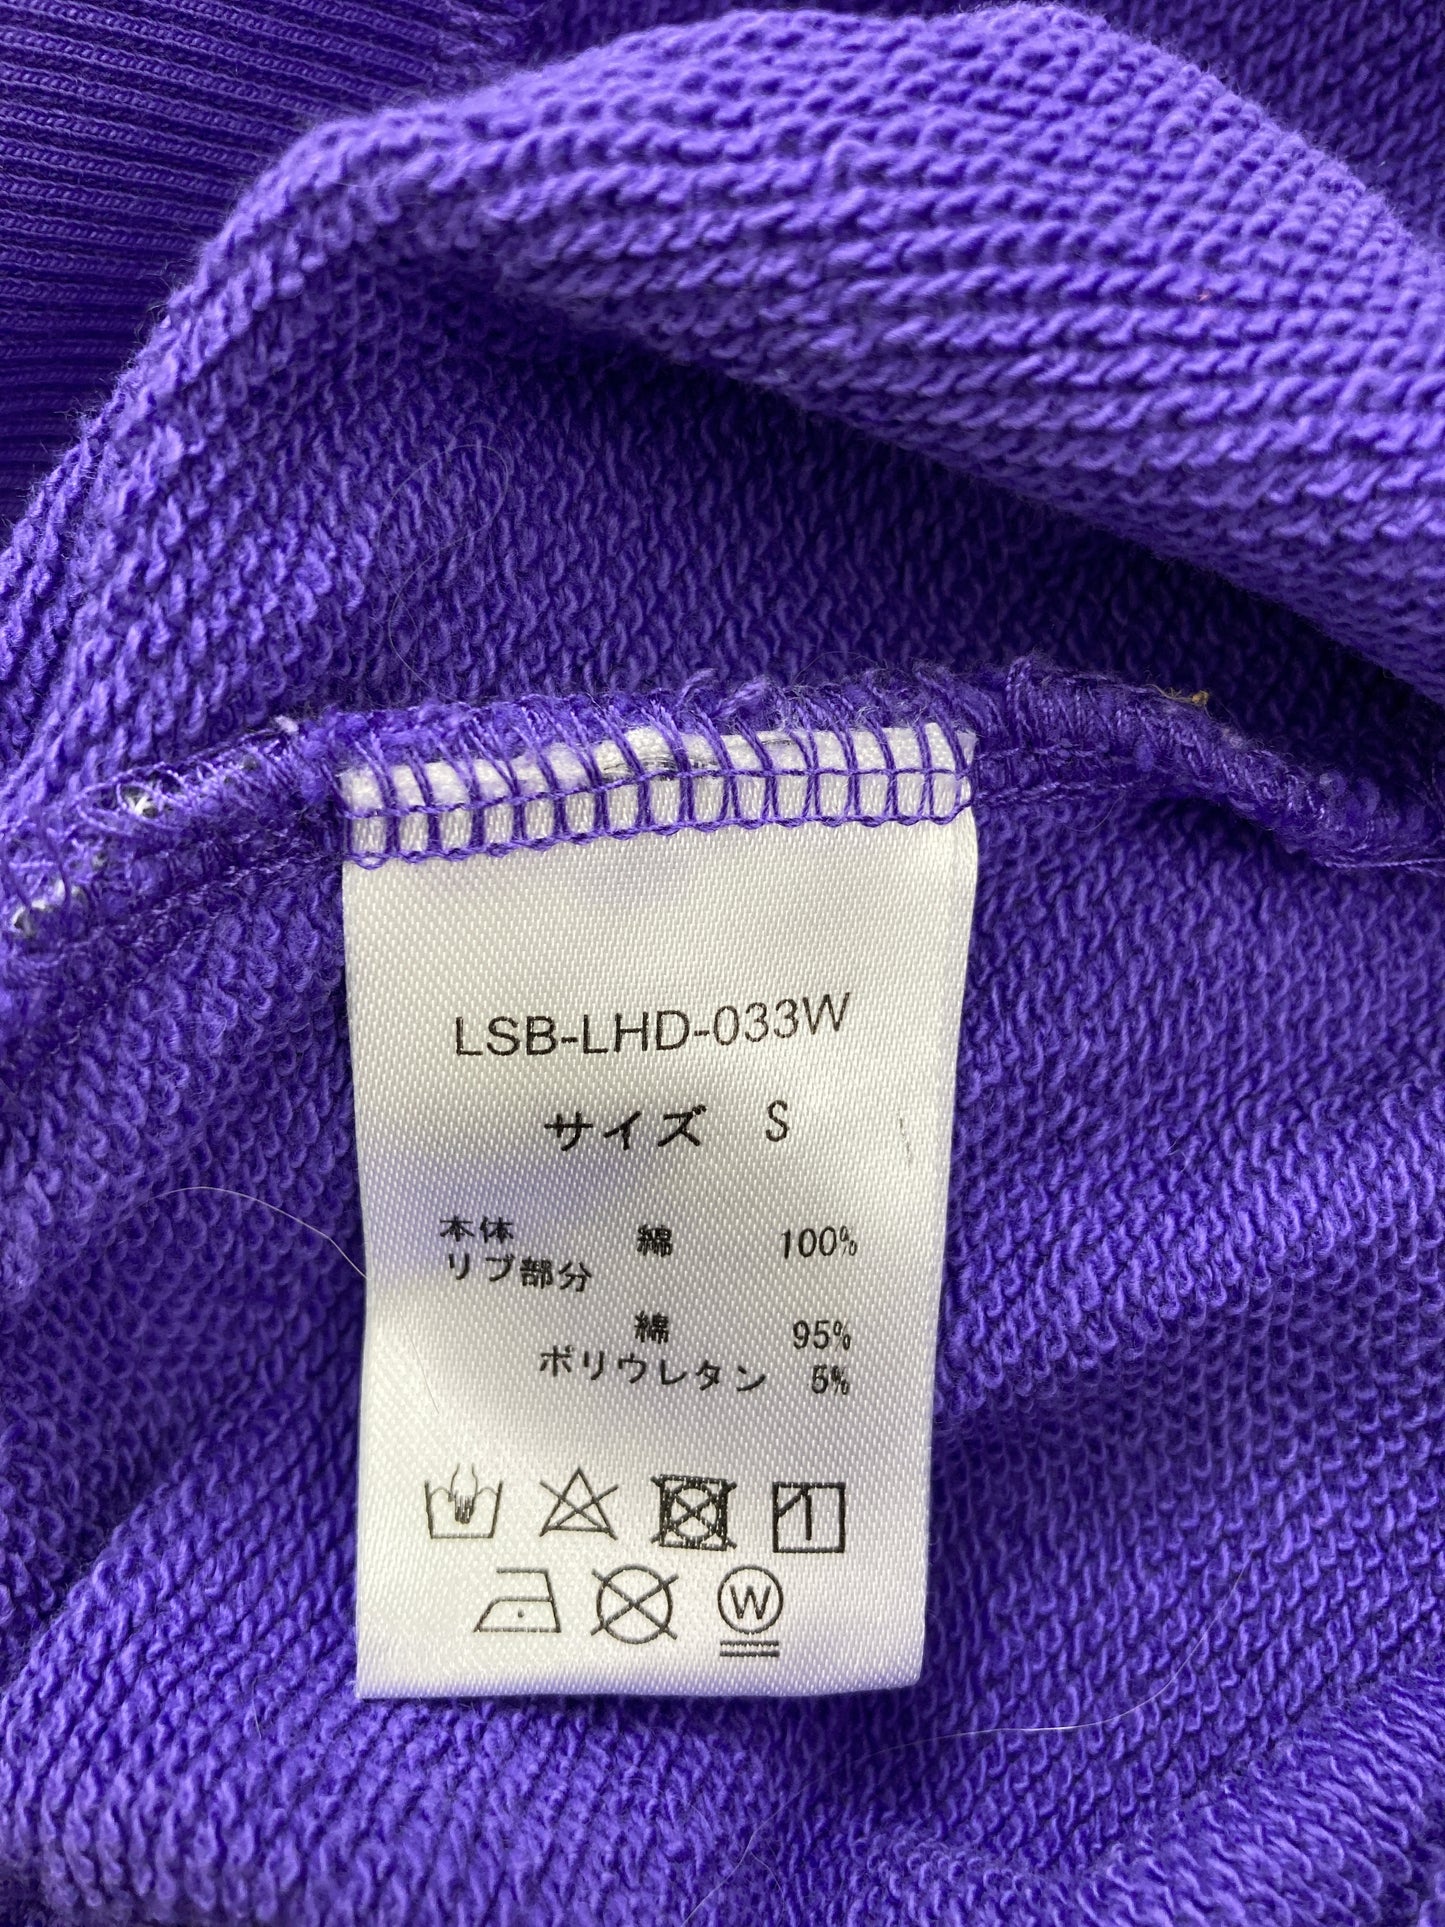 LSB-LHD-033W
サイズ S
本体 綿 100%
リブ部分
綿 95%
ポリウレタン 5%
W